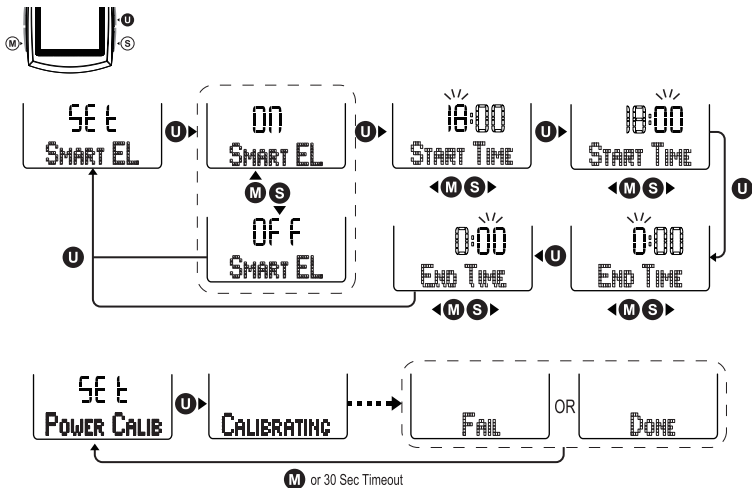 U
M
S
SEt
SMART EL
U
ON
SMART EL
M S
OFF
SMART EL
U
18:00
START TIME
M S
U
18:00
START TIME
M S
U
0:00
END TIME
M S
U
0:00
END TIME
M S
U
SEt
POWER CALIB
U
CALIBRATING
FAIL
OR
DONE
M or 30 Sec Timeout